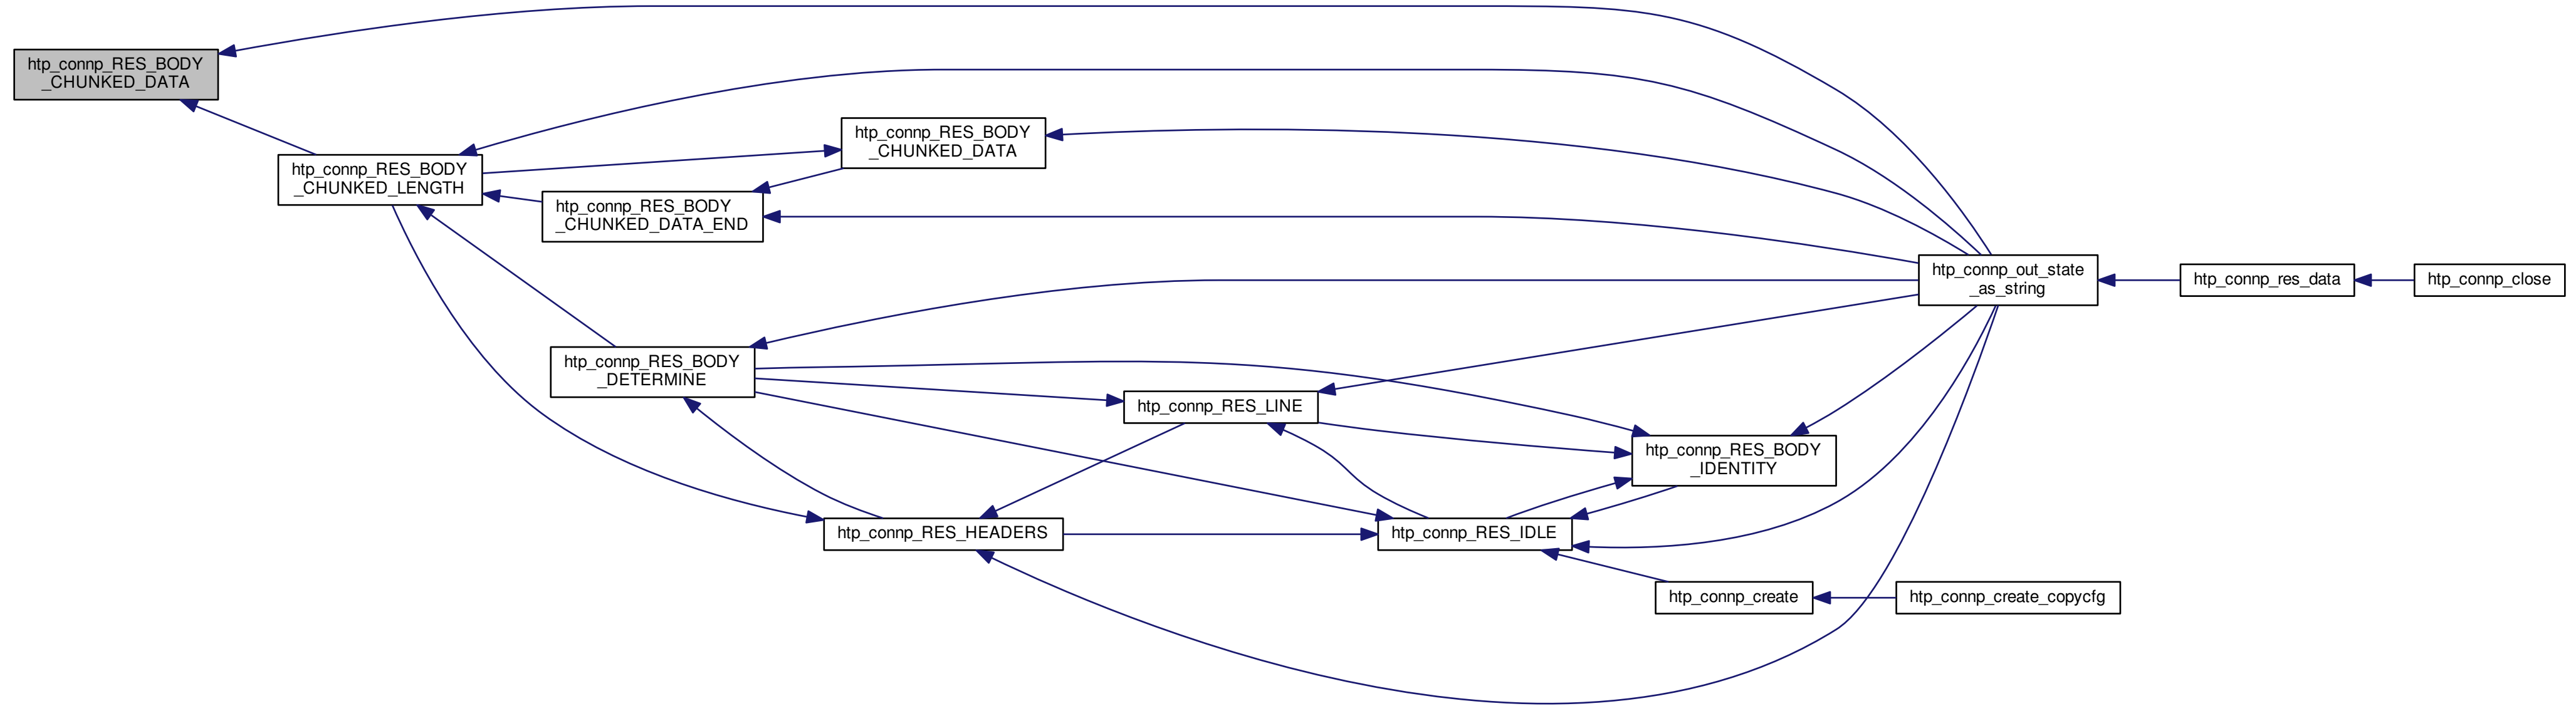 htp_connp_RES_BODY
_CHUNKED_DATA
htp_connp_RES_BODY
_CHUNKED_LENGTH
htp_connp_RES_BODY
_CHUNKED_DATA
htp_connp_RES_BODY
_CHUNKED_DATA_END
htp_connp_out_state
_as_string
htp_connp_res_data
htp_connp_close
htp_connp_RES_BODY
_DETERMINE
htp_connp_RES_LINE
htp_connp_RES_BODY
_IDENTITY
htp_connp_RES_HEADERS
htp_connp_RES_IDLE
htp_connp_create
htp_connp_create_copycfg